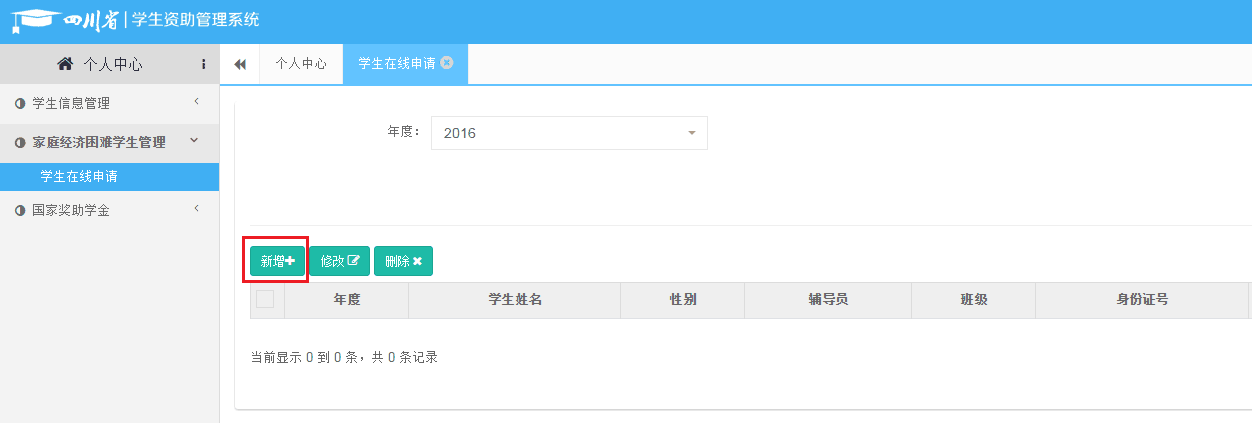 四川省|学生资助管理系统
个人中心
个人中心
学生在线申请
学生信息管理
家庭经济困难学生管理
学生在线申请
国家奖助学金
年度： 2016
新增 修改 删除
年度 学生姓名 性别 辅导员 班级 身份证号
当前显示 0 到 0 条，共 0 条记录